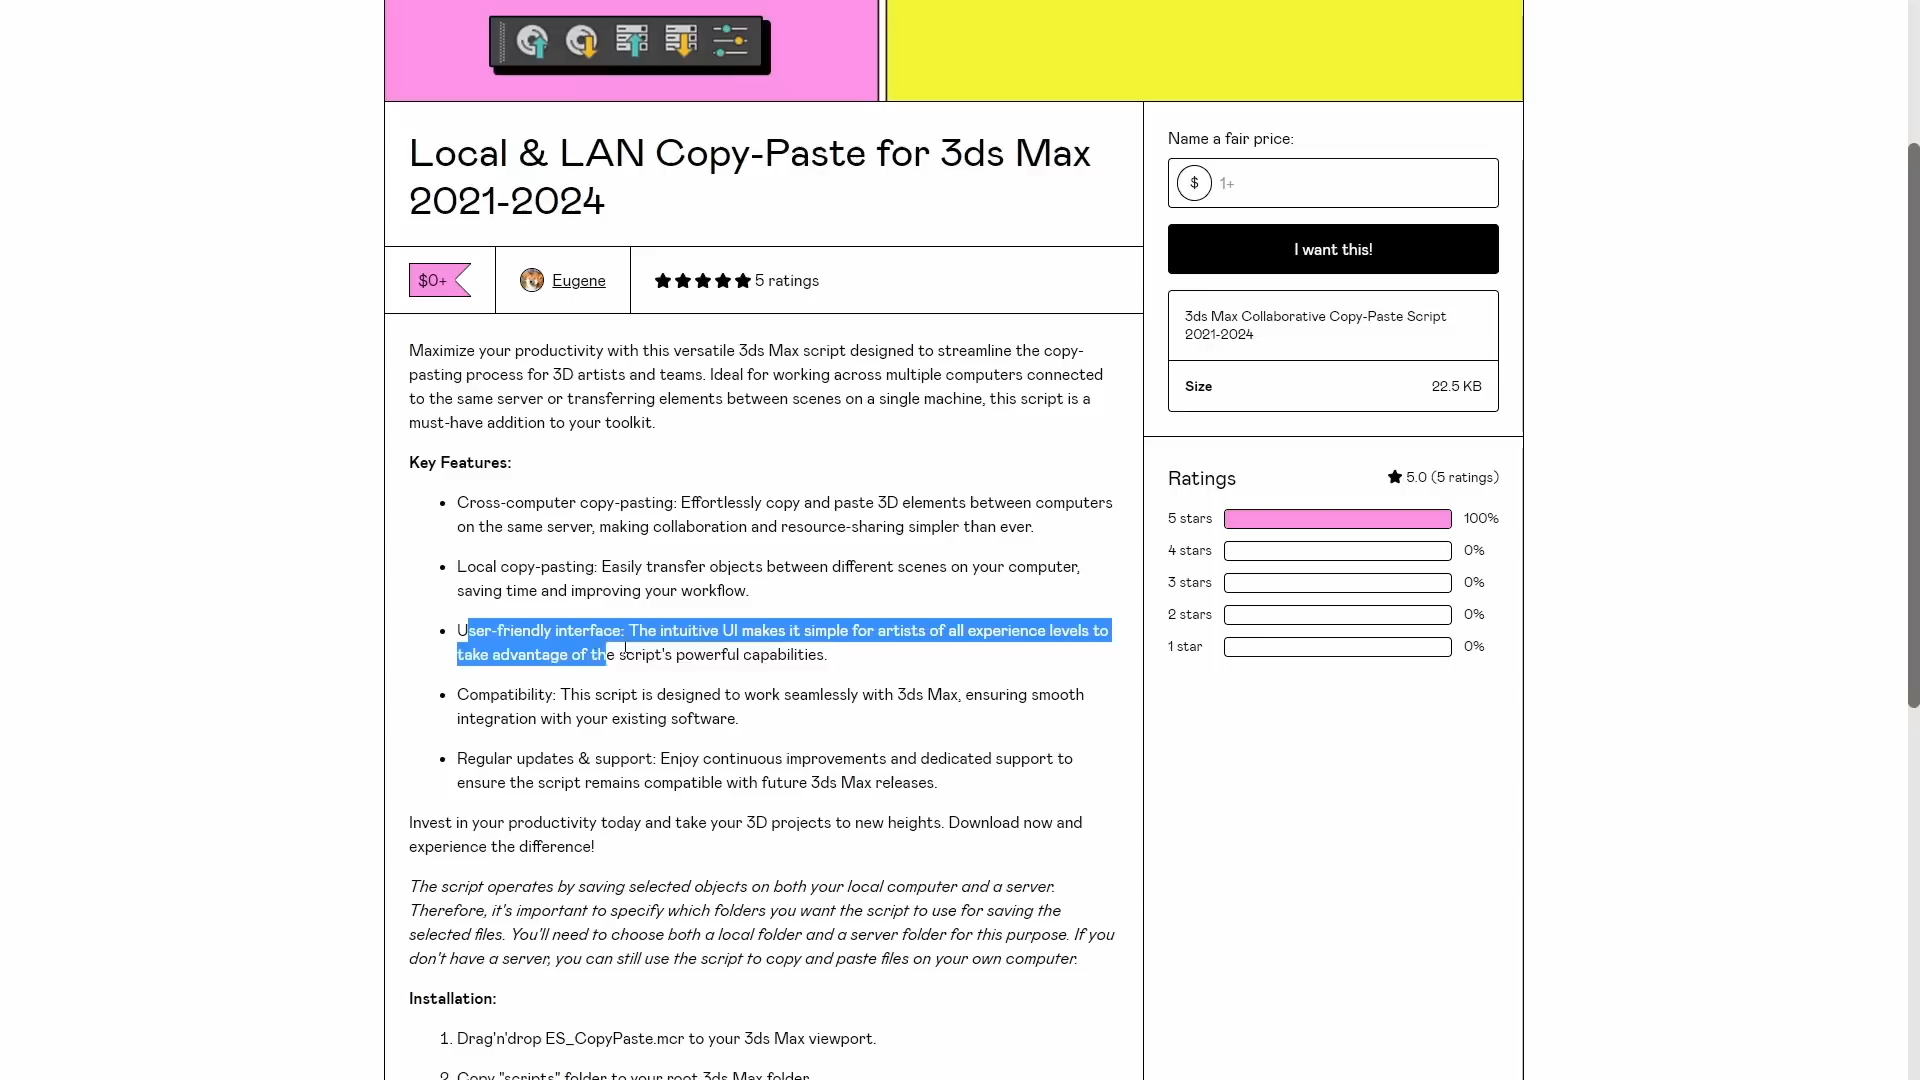 Local & LAN Copy-Paste for 3ds Max
2021-2024
$0+
Eugene
5 ratings
Maximize your productivity with this versatile 3ds Max script designed to streamline the copy-
pasting process for 3D artists and teams. Ideal for working across multiple computers connected
to the same server or transferring elements between scenes on a single machine, this script is a
must-have addition to your toolkit.
Key Features:
• Cross-computer copy-pasting: Effortlessly copy and paste 3D elements between computers
on the same server, making collaboration and resource-sharing simpler than ever.
• Local copy-pasting: Easily transfer objects between different scenes on your computer,
saving time and improving your workflow.
• User-friendly interface: The intuitive UI makes it simple for artists of all experience levels to
take advantage of the script's powerful capabilities.
• Compatibility: This script is designed to work seamlessly with 3ds Max, ensuring smooth
integration with your existing software.
• Regular updates & support: Enjoy continuous improvements and dedicated support to
ensure the script remains compatible with future 3ds Max releases.
Invest in your productivity today and take your 3D projects to new heights. Download now and
experience the difference!
The script operates by saving selected objects on both your local computer and a server.
Therefore, it's important to specify which folders you want the script to use for saving the
selected files. You'll need to choose both a local folder and a server folder for this purpose. If you
don't have a server, you can still use the script to copy and paste files on your own computer.
Installation:
1. Drag'n'drop ES_CopyPaste.mcr to your 3ds Max viewport.
2. Copy "scripts" folder to your root 3ds Max folder
Name a fair price:
$ 1+
I want this!
3ds Max Collaborative Copy-Paste Script
2021-2024
Size 22.5 KB
Ratings ★ 5.0 (5 ratings)
5 stars 100%
4 stars 0%
3 stars 0%
2 stars 0%
1 star 0%